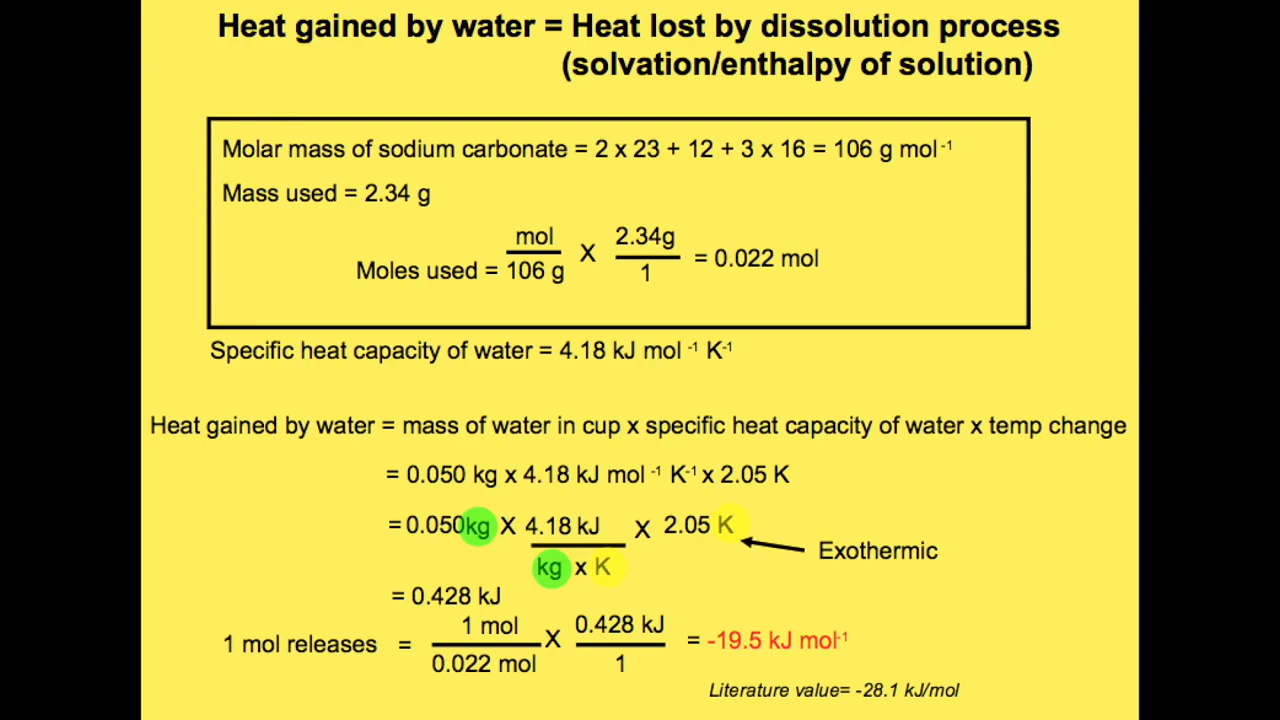 Heat gained by water = Heat lost by dissolution process
(solvation/enthalpy of solution)
Molar mass of sodium carbonate = 2 x 23 + 12 + 3 x 16 = 106 g mol -1
Mass used = 2.34 g
mol X 2.34g = 0.022 mol
Moles used = 106 g 1
Specific heat capacity of water = 4.18 kJ mol -1 K-1
Heat gained by water = mass of water in cup x specific heat capacity of water x temp change
= 0.050 kg x 4.18 kJ mol -1 K-1 x 2.05 K
= 0.050kg X 4.18 kJ X 2.05 K
kg x K
Exothermic
= 0.428 kJ
1 mol X 0.428 kJ
1 mol releases = = -19.5 kJ mol-1
0.022 mol 1
Literature value= -28.1 kJ/mol